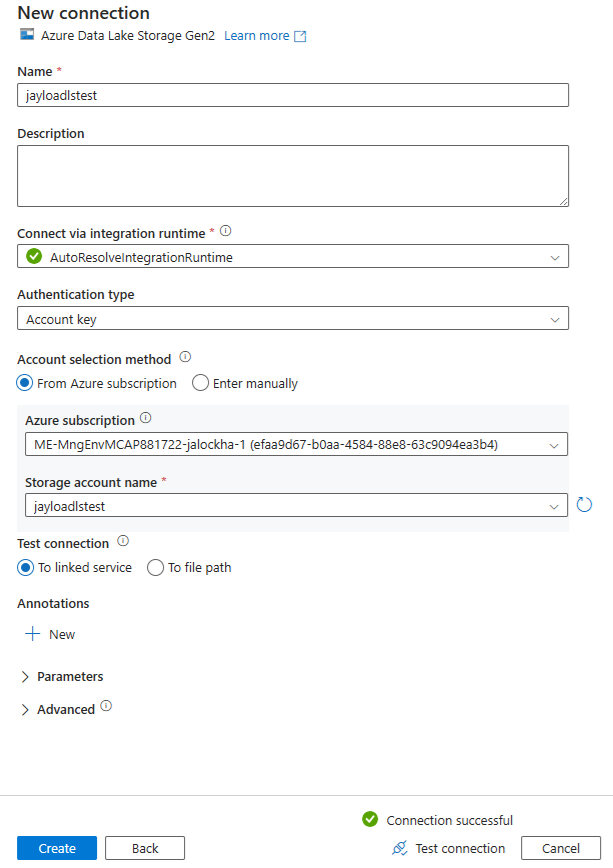 New connection
Azure Data Lake Storage Gen2 Learn more
Name *
jayloadlstest
Description
Connect via integration runtime *
AutoResolveIntegrationRuntime
Authentication type
Account key
Account selection method
From Azure subscription Enter manually
Azure subscription
ME-MngEnvMCAP881722-jalockha-1 (efaa9d67-b0aa-4584-88e8-63c9094ea3b4)
Storage account name *
jayloadlstest
Test connection
To linked service To file path
Annotations
New
Parameters
Advanced
Connection successful
Create Back Test connection Cancel